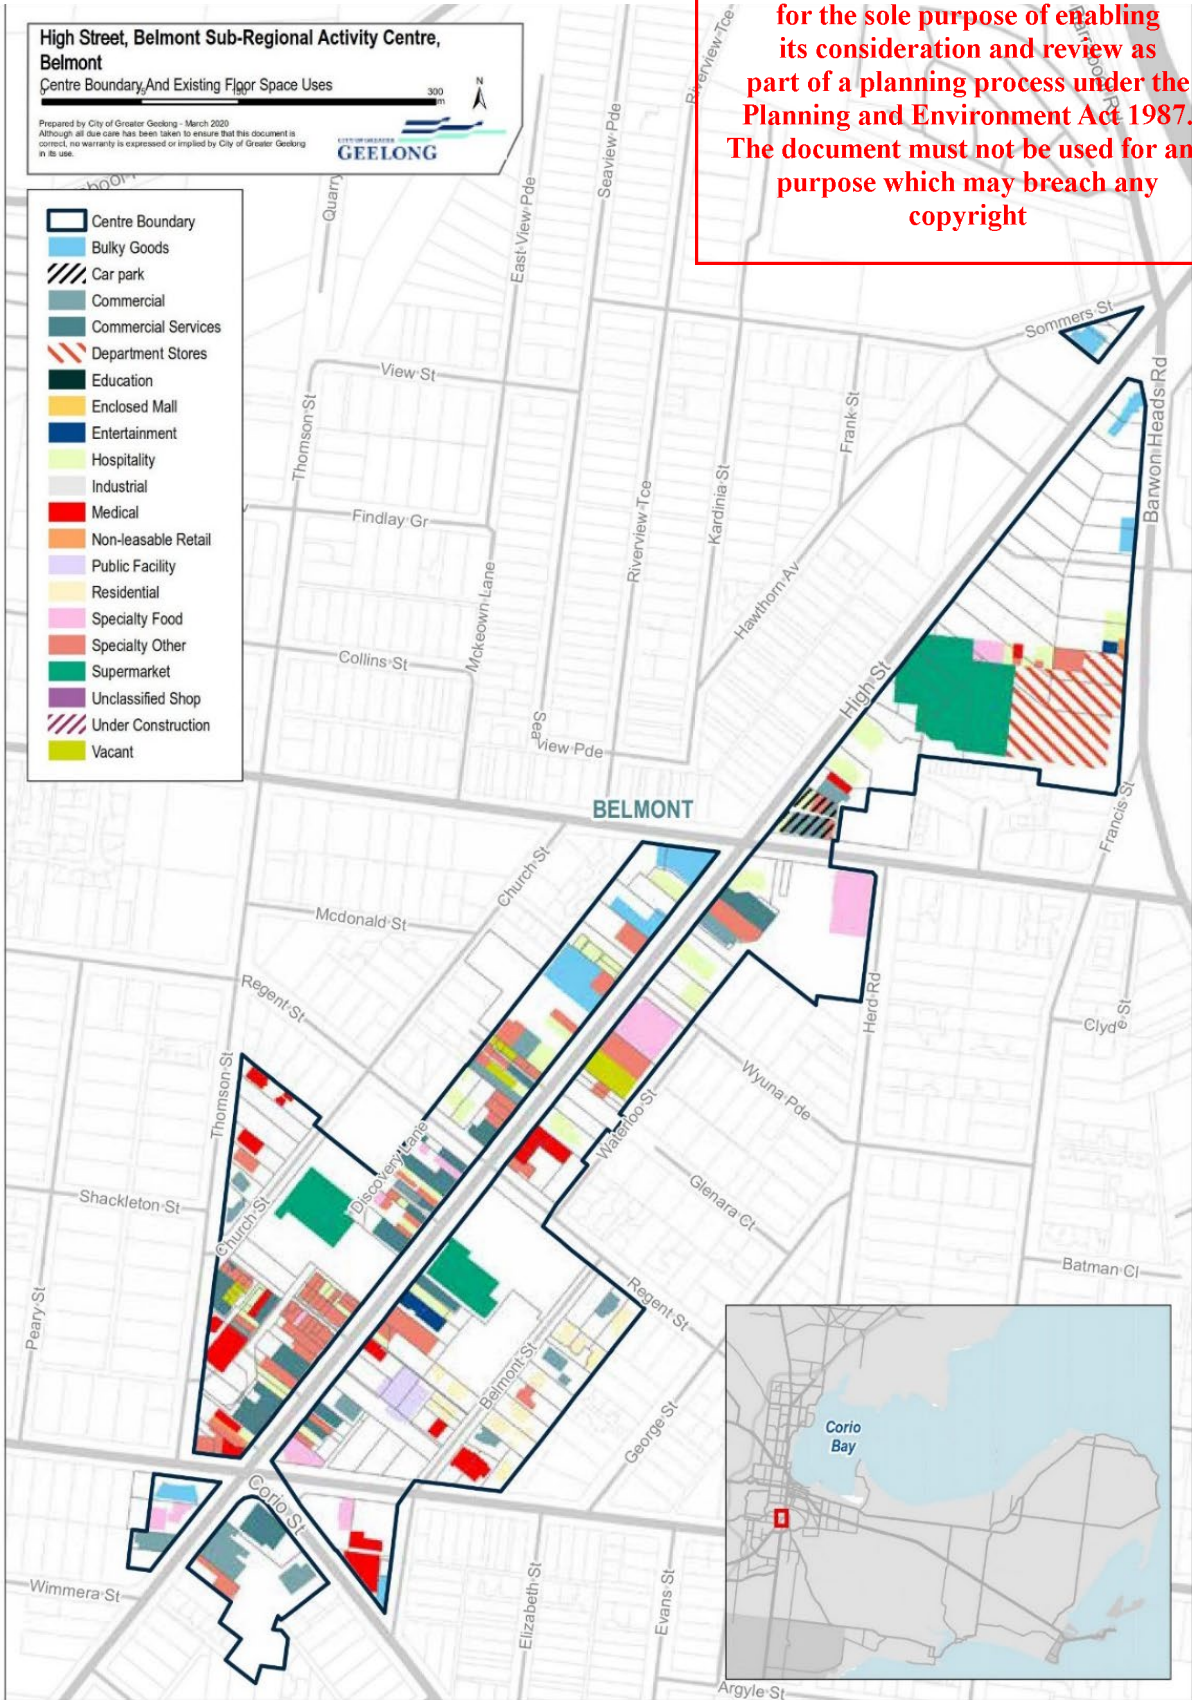 High Street, Belmont Sub-Regional Activity Centre,
Belmont
Centre Boundary And Existing Floor Space Uses
0 75 150 300
m
N
Prepared by City of Greater Geelong - March 2020
Although all due care has been taken to ensure that this document is
correct, no warranty is expressed or implied by City of Greater Geelong
in its use.
CITY OF GREATER
GEELONG
for the sole purpose of enabling
its consideration and review as
part of a planning process under the
Planning and Environment Act 1987.
The document must not be used for an
purpose which may breach any
copyright
Centre Boundary
Bulky Goods
Car park
Commercial
Commercial Services
Department Stores
Education
Enclosed Mall
Entertainment
Hospitality
Industrial
Medical
Non-leasable Retail
Public Facility
Residential
Specialty Food
Specialty Other
Supermarket
Unclassified Shop
Under Construction
Vacant
Quarry
East View Pde
Seaview Pde
Riverview Tce
Barwon Heads Rd
Sommers St
View St
Thomson St
Frank St
Findlay Gr
Riverview Tce
Kardinia St
Mckeown Lane
Hawthorn Av
Collins St
High St
Sea
View Pde
BELMONT
Francis St
Church St
Mcdonald St
Regent St
Herd Rd
Clyde St
Thomson St
Wyuna Pde
Waterloo St
Discovery Lane
Glenara Ct
Shackleton St
Church St
Batman Cl
Regent St
Peary St
Belmont St
George St
Corio
Bay
Corio St
Wimmera St
Elizabeth St
Evans St
Argyle St